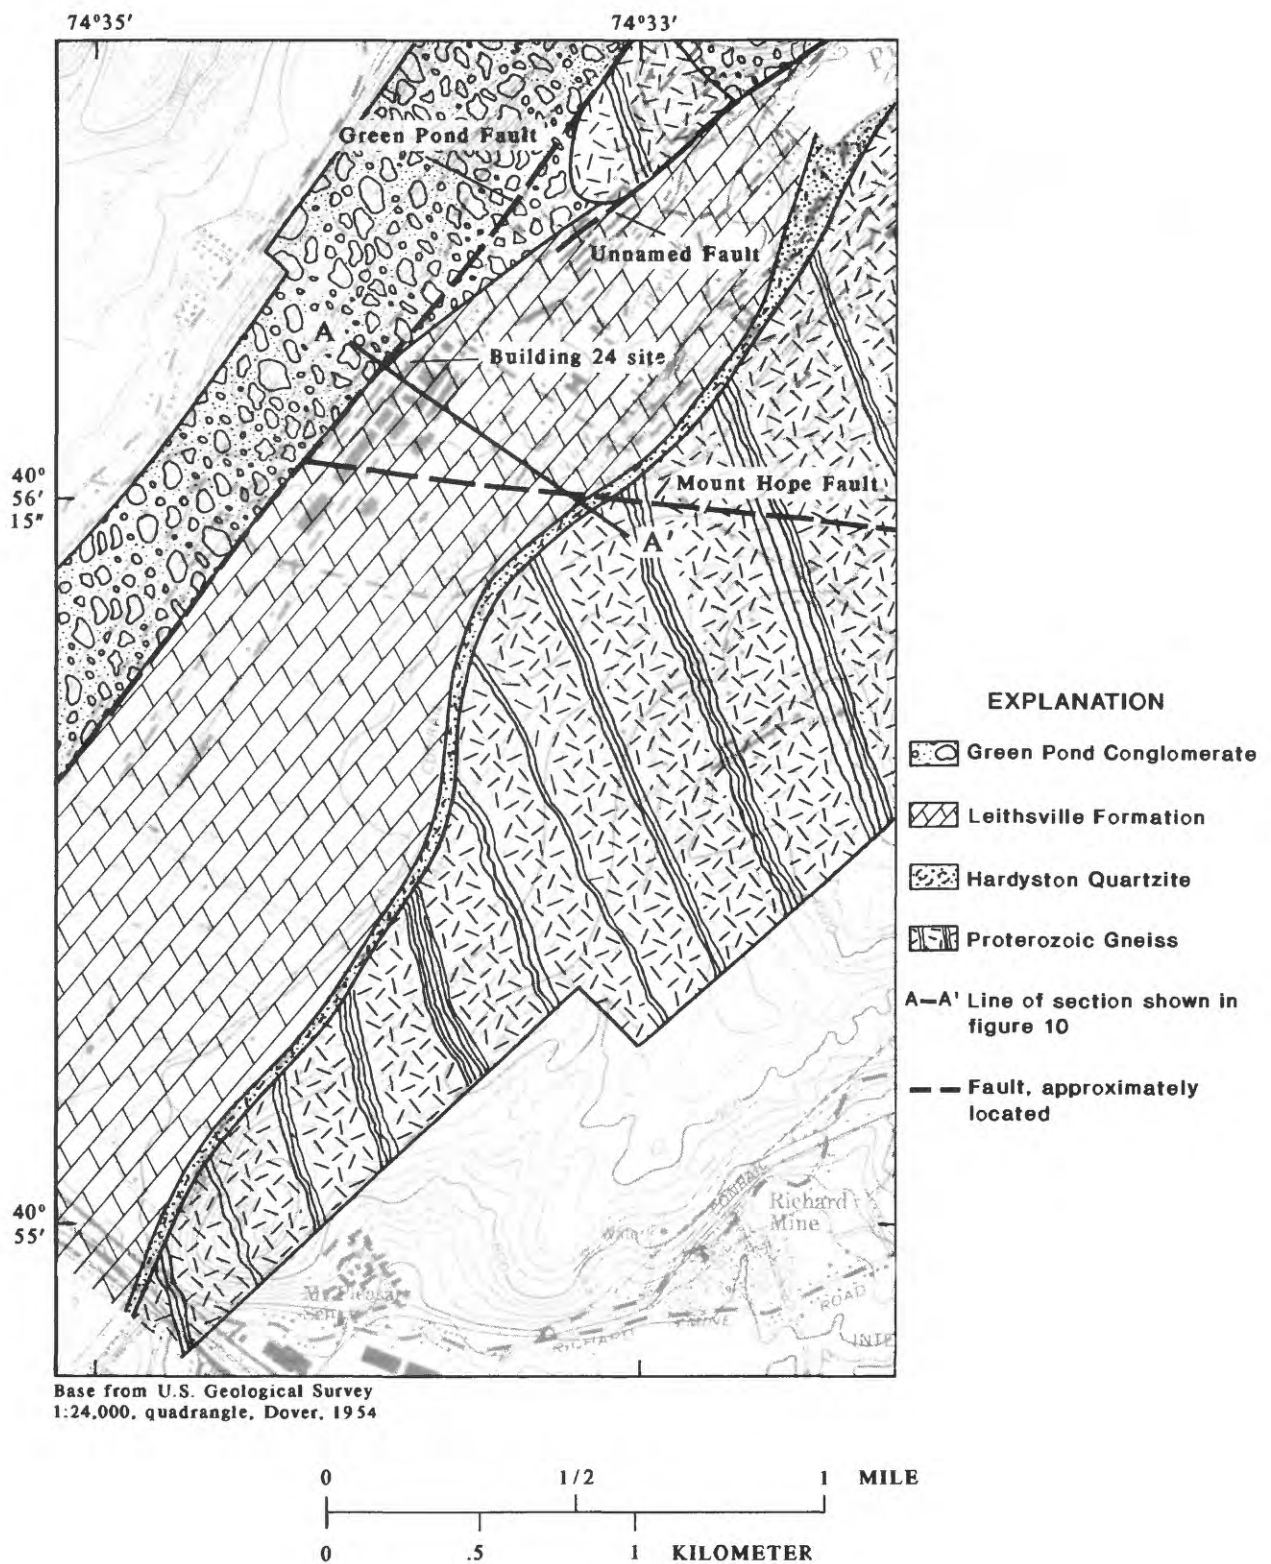 74°35′ 74°33′
Green Pond Fault
Unnamed Fault
A
Building 24 site
40°
56′
15″
Mount Hope Fault
A'
EXPLANATION
Green Pond Conglomerate
Leithsville Formation
Hardyston Quartzite
Proterozoic Gneiss
A—A' Line of section shown in
figure 10
Fault, approximately
located
40°
55′
Richard
Mine
RICHARD MINE ROAD
Base from U.S. Geological Survey
1:24,000, quadrangle, Dover, 1954
0 1/2 1 MILE
0 .5 1 KILOMETER